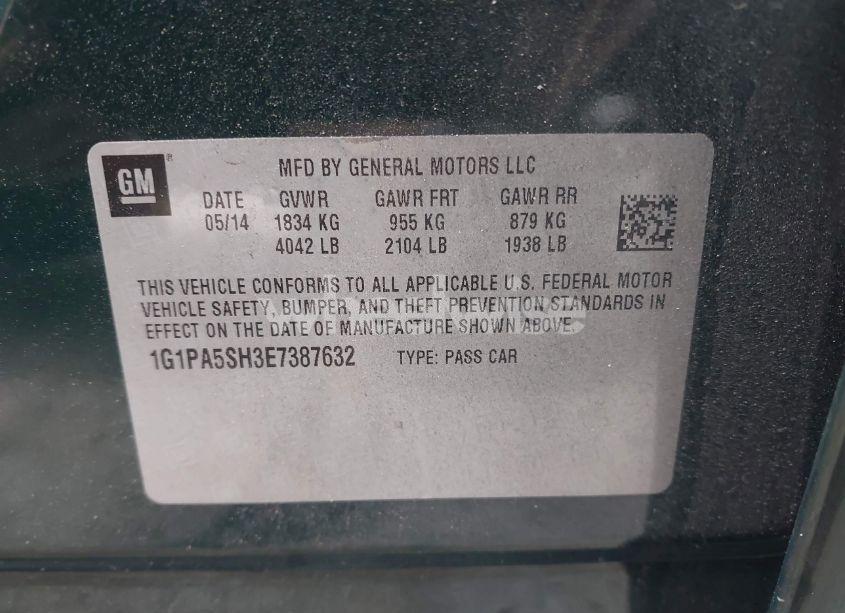 GM®
MFD BY GENERAL MOTORS LLC
DATE GVWR GAWR FRT GAWR RR
05/14 1834 KG 955 KG 879 KG
4042 LB 2104 LB 1938 LB
THIS VEHICLE CONFORMS TO ALL APPLICABLE U.S. FEDERAL MOTOR
VEHICLE SAFETY, BUMPER, AND THEFT PREVENTION STANDARDS IN
EFFECT ON THE DATE OF MANUFACTURE SHOWN ABOVE.
1G1PA5SH3E7387632 TYPE: PASS CAR